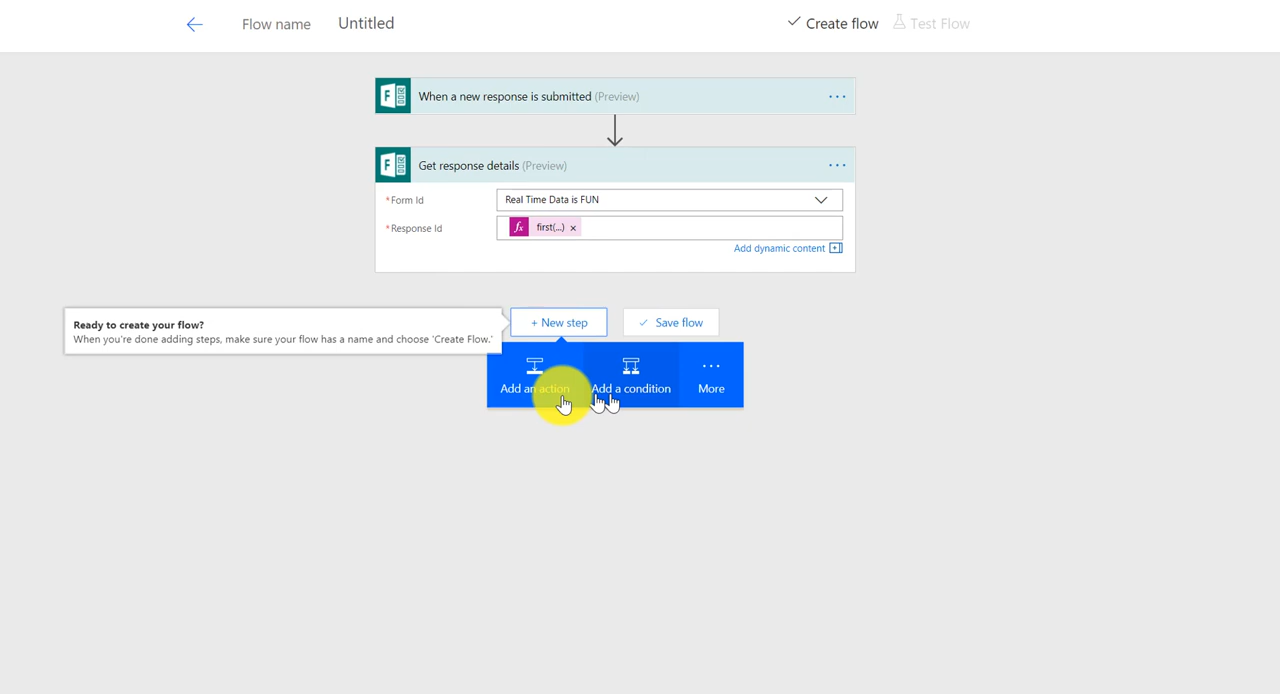 Flow name Untitled Create flow Test Flow
When a new response is submitted (Preview) ...
Get response details (Preview) ...
*Form Id Real Time Data is FUN
*Response Id fx first(...) ×
Add dynamic content
Ready to create your flow?
When you're done adding steps, make sure your flow has a name and choose 'Create Flow.'
+ New step Save flow
Add an action Add a condition More